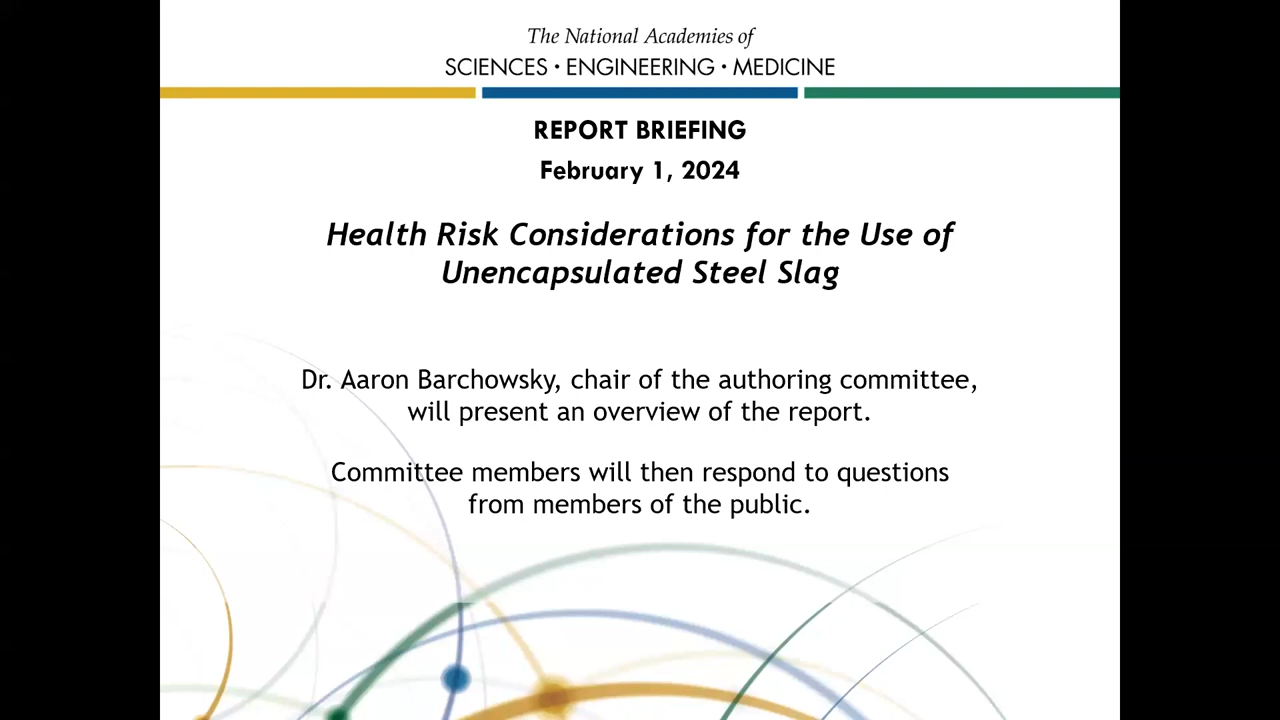 The National Academies of
SCIENCES · ENGINEERING · MEDICINE
REPORT BRIEFING
February 1, 2024
Health Risk Considerations for the Use of
Unencapsulated Steel Slag
Dr. Aaron Barchowsky, chair of the authoring committee,
will present an overview of the report.
Committee members will then respond to questions
from members of the public.